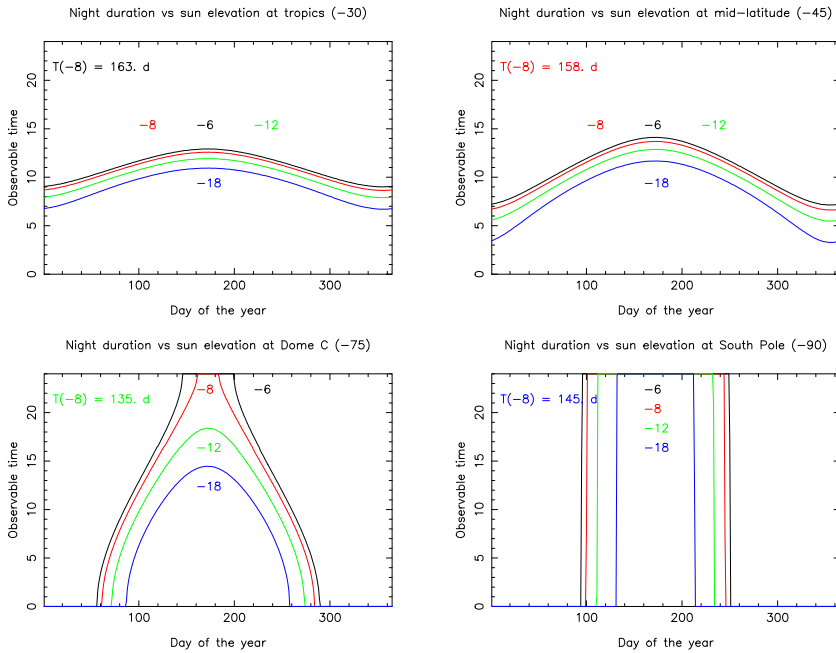 Night duration vs sun elevation at tropics (−30)
T(−8) = 163. d
−8 −6 −12
−18
Observable time
0 5 10 15 20
100 200 300
Day of the year
Night duration vs sun elevation at mid−latitude (−45)
T(−8) = 158. d
−8 −6 −12
−18
Observable time
0 5 10 15 20
100 200 300
Day of the year
Night duration vs sun elevation at Dome C (−75)
T(−8) = 135. d
−8 −6
−12
−18
Observable time
0 5 10 15 20
100 200 300
Day of the year
Night duration vs sun elevation at South Pole (−90)
T(−8) = 145. d
−6
−8
−12
−18
Observable time
0 5 10 15 20
100 200 300
Day of the year